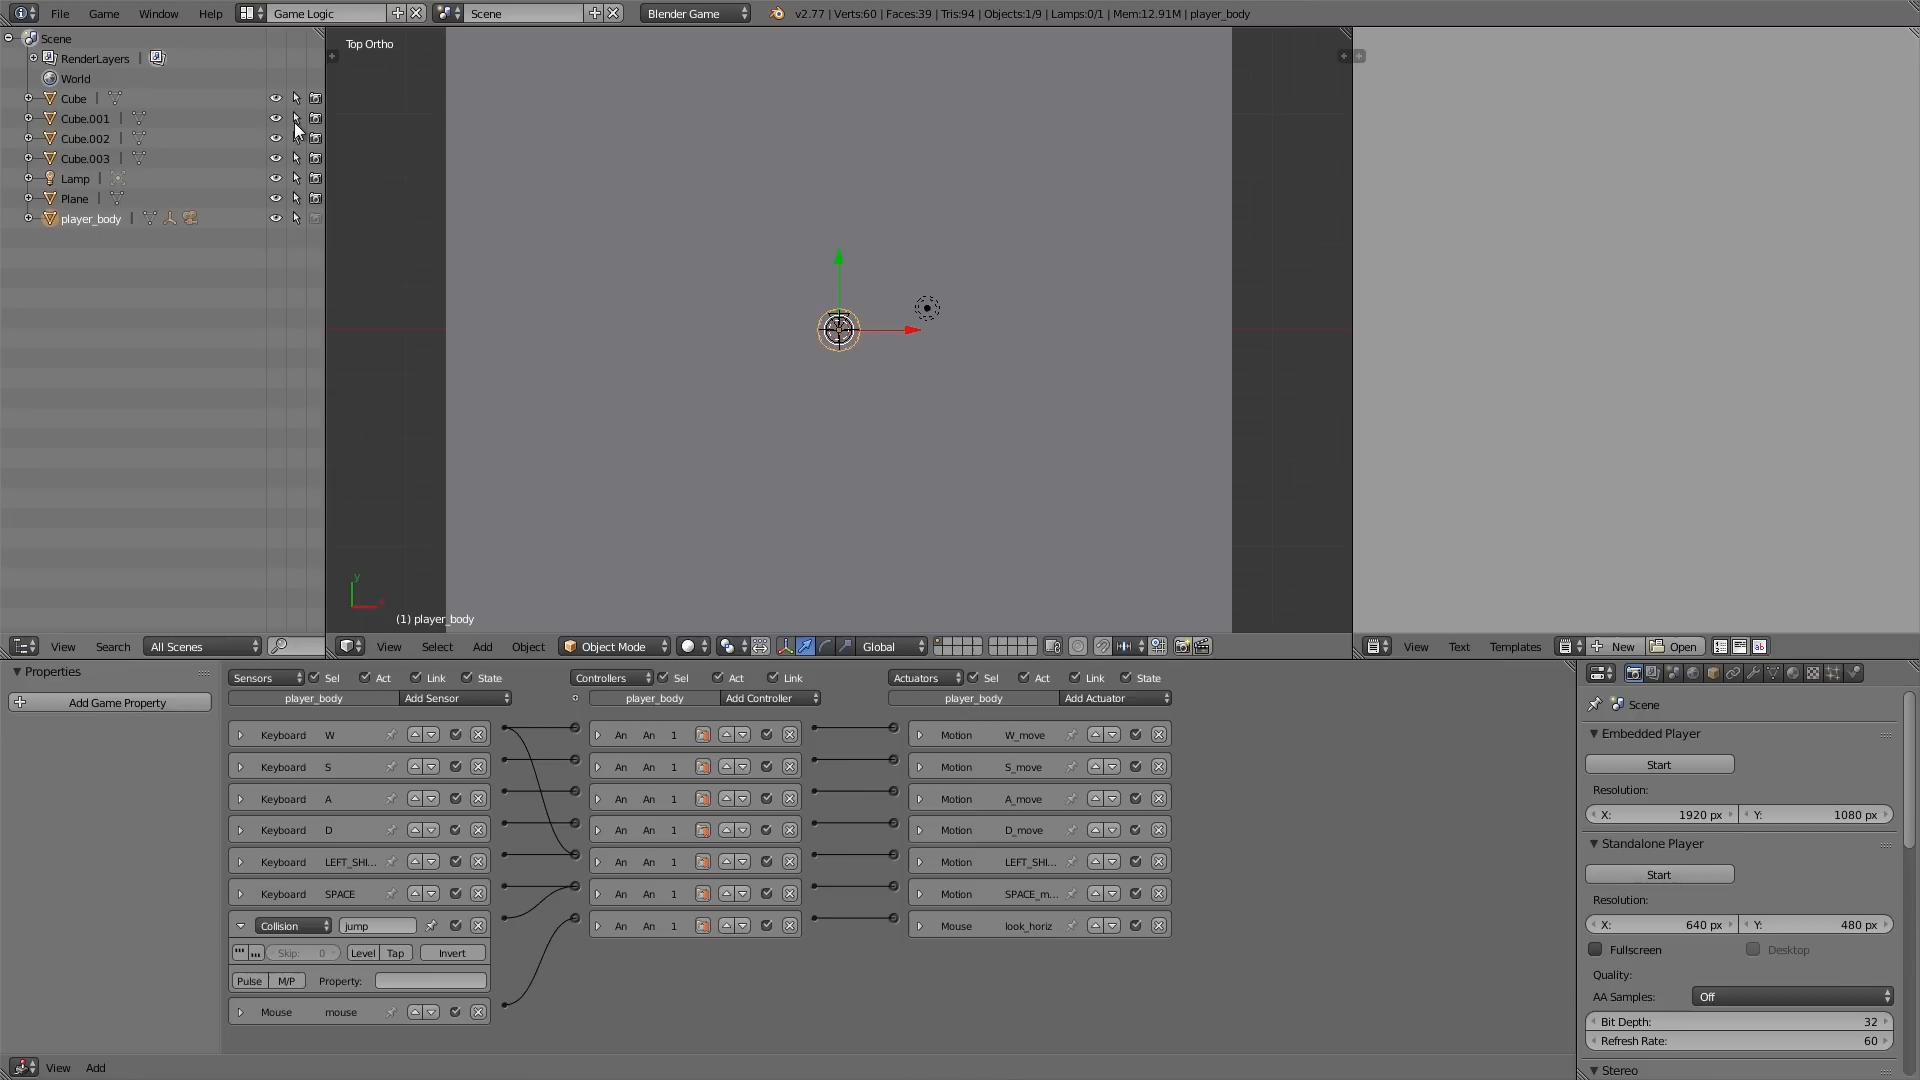 File Add Window Help Game Logic Scene Blender Game v2.77 | Verts:60 | Faces:39 | Tris:94 | Objects:1/9 | Lamps:0/1 | Mem:12.91M | player_body
Scene
RenderLayers |
World
Cube |
Cube.001 |
Cube.002 |
Cube.003 |
Lamp |
Plane |
player_body |
Top Ortho
y
(1) player_body
View Search All Scenes
View Select Add Object Object Mode Global
View Text Templates New Open
Properties
Add Game Property
Sensors Sel Act Link State
player_body Add Sensor
Keyboard W
Keyboard S
Keyboard A
Keyboard D
Keyboard LEFT_SHI...
Keyboard SPACE
Collision jump
Skip: 0 Level Tap Invert
Pulse M/P Property:
Mouse mouse
Controllers Sel Act Link
player_body Add Controller
An An 1
An An 1
An An 1
An An 1
An An 1
An An 1
An An 1
Actuators Sel Act Link State
player_body Add Actuator
Motion W_move
Motion S_move
Motion A_move
Motion D_move
Motion LEFT_SHI...
Motion SPACE_m...
Mouse look_horiz
Scene
Embedded Player
Start
Resolution:
X: 1920 px Y: 1080 px
Standalone Player
Start
Resolution:
X: 640 px Y: 480 px
Fullscreen Desktop
Quality:
AA Samples: Off
Bit Depth: 32
Refresh Rate: 60
Stereo
View Add